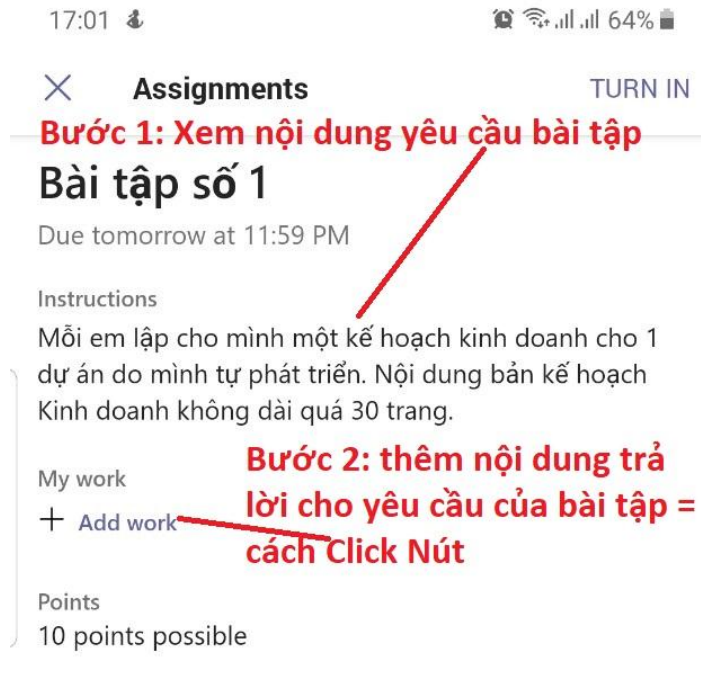 17:01 64%
Assignments TURN IN
Bước 1: Xem nội dung yêu cầu bài tập
Bài tập số 1
Due tomorrow at 11:59 PM
Instructions
Mỗi em lập cho mình một kế hoạch kinh doanh cho 1
dự án do mình tự phát triển. Nội dung bản kế hoạch
Kinh doanh không dài quá 30 trang.
Bước 2: thêm nội dung trả
lời cho yêu cầu của bài tập =
cách Click Nút
My work
+ Add work
Points
10 points possible